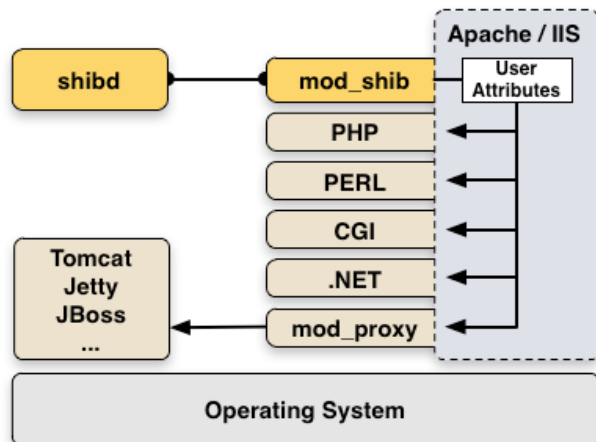 Apache / IIS
shibd
mod_shib
User
Attributes
PHP
PERL
CGI
.NET
mod_proxy
Tomcat
Jetty
JBoss
...
Operating System